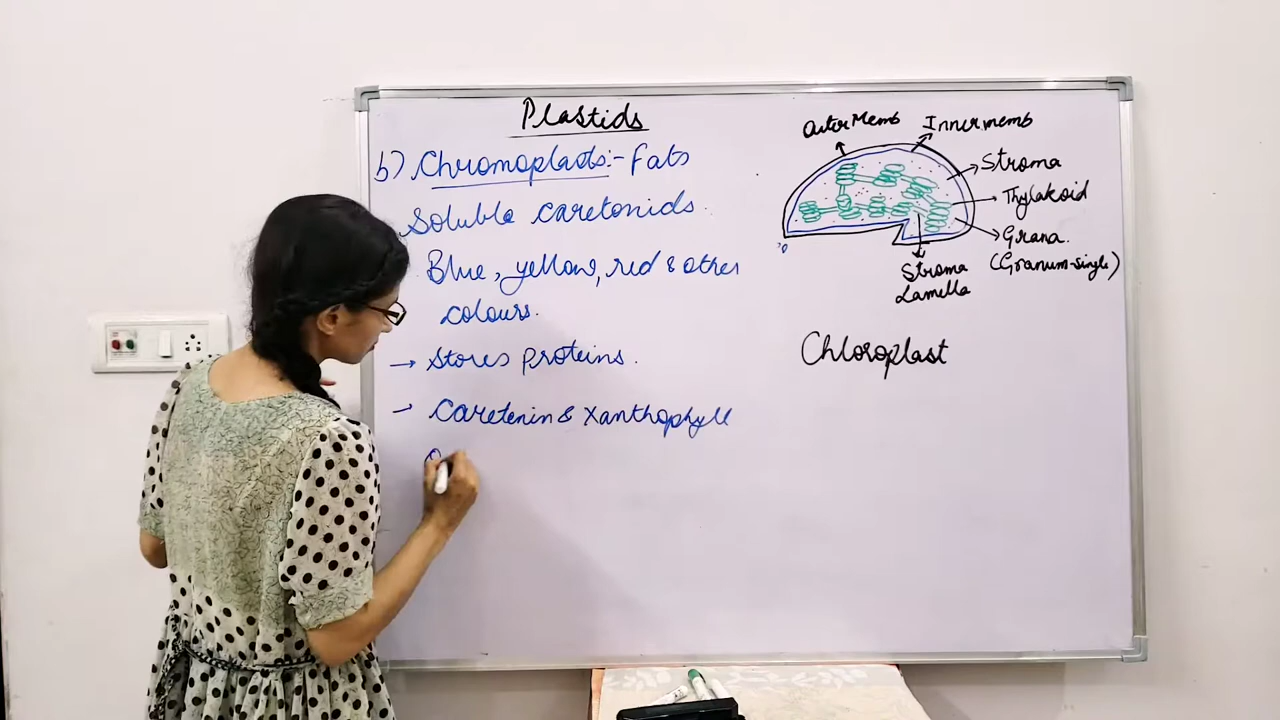 Plastids
b) Chromoplasts:- Fats
Soluble caretonids.
Blue, yellow, red & other
colours.
→ Stores proteins.
→ Caretenin & Xanthophyll
Outer Memb
Inner memb
Stroma
Thylakoid
Grana.
(Granum-single)
Stroma
Lamella
Chloroplast